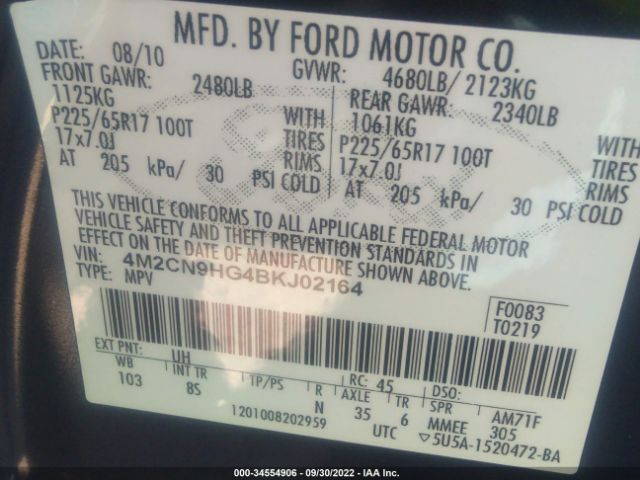 MFD. BY FORD MOTOR CO.
DATE: 08/10 GVWR: 4680LB/ 2123KG
FRONT GAWR: 2480LB REAR GAWR: 2340LB
1125KG WITH 1061KG WITH
P225/65R17 100T TIRES P225/65R17 100T TIRES
17x7.0J RIMS 17x7.0J RIMS
AT 205 kPa/ 30 PSI COLD AT 205 kPa/ 30 PSI COLD
THIS VEHICLE CONFORMS TO ALL APPLICABLE FEDERAL MOTOR
VEHICLE SAFETY AND THEFT PREVENTION STANDARDS IN
EFFECT ON THE DATE OF MANUFACTURE SHOWN ABOVE.
VIN: 4M2CN9HG4BKJ02164
TYPE: MPV
F0083
T0219
EXT PNT: UH RC: 45 DSO:
WB INT TR TP/PS R AXLE TR SPR AM71F
103 8S N 35 6 MMEE 305
1201008202959 UTC ▽5U5A-1520472-BA
000-34554906 - 09/30/2022 - IAA Inc.